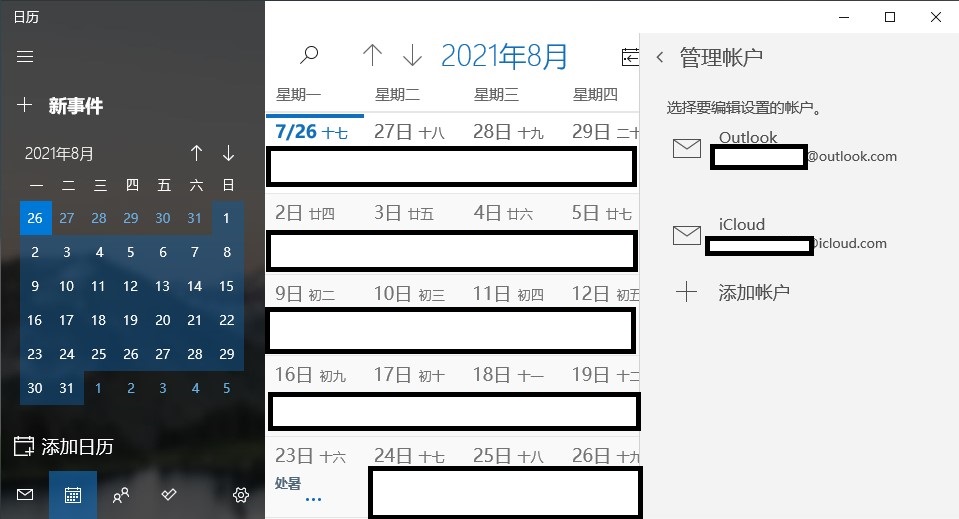 日历
新事件
2021年8月
一 二 三 四 五 六 日
26 27 28 29 30 31 1
2 3 4 5 6 7 8
9 10 11 12 13 14 15
16 17 18 19 20 21 22
23 24 25 26 27 28 29
30 31 1 2 3 4 5
添加日历
2021年8月
星期一 星期二 星期三 星期四
7/26 十七 27日 十八 28日 十九 29日 二十
2日 廿四 3日 廿五 4日 廿六 5日 廿七
9日 初二 10日 初三 11日 初四 12日 初五
16日 初九 17日 初十 18日 十一 19日 十二
23日 十六 24日 十七 25日 十八 26日 十九
处暑
...
管理帐户
选择要编辑设置的帐户。
Outlook
@outlook.com
iCloud
@icloud.com
添加帐户